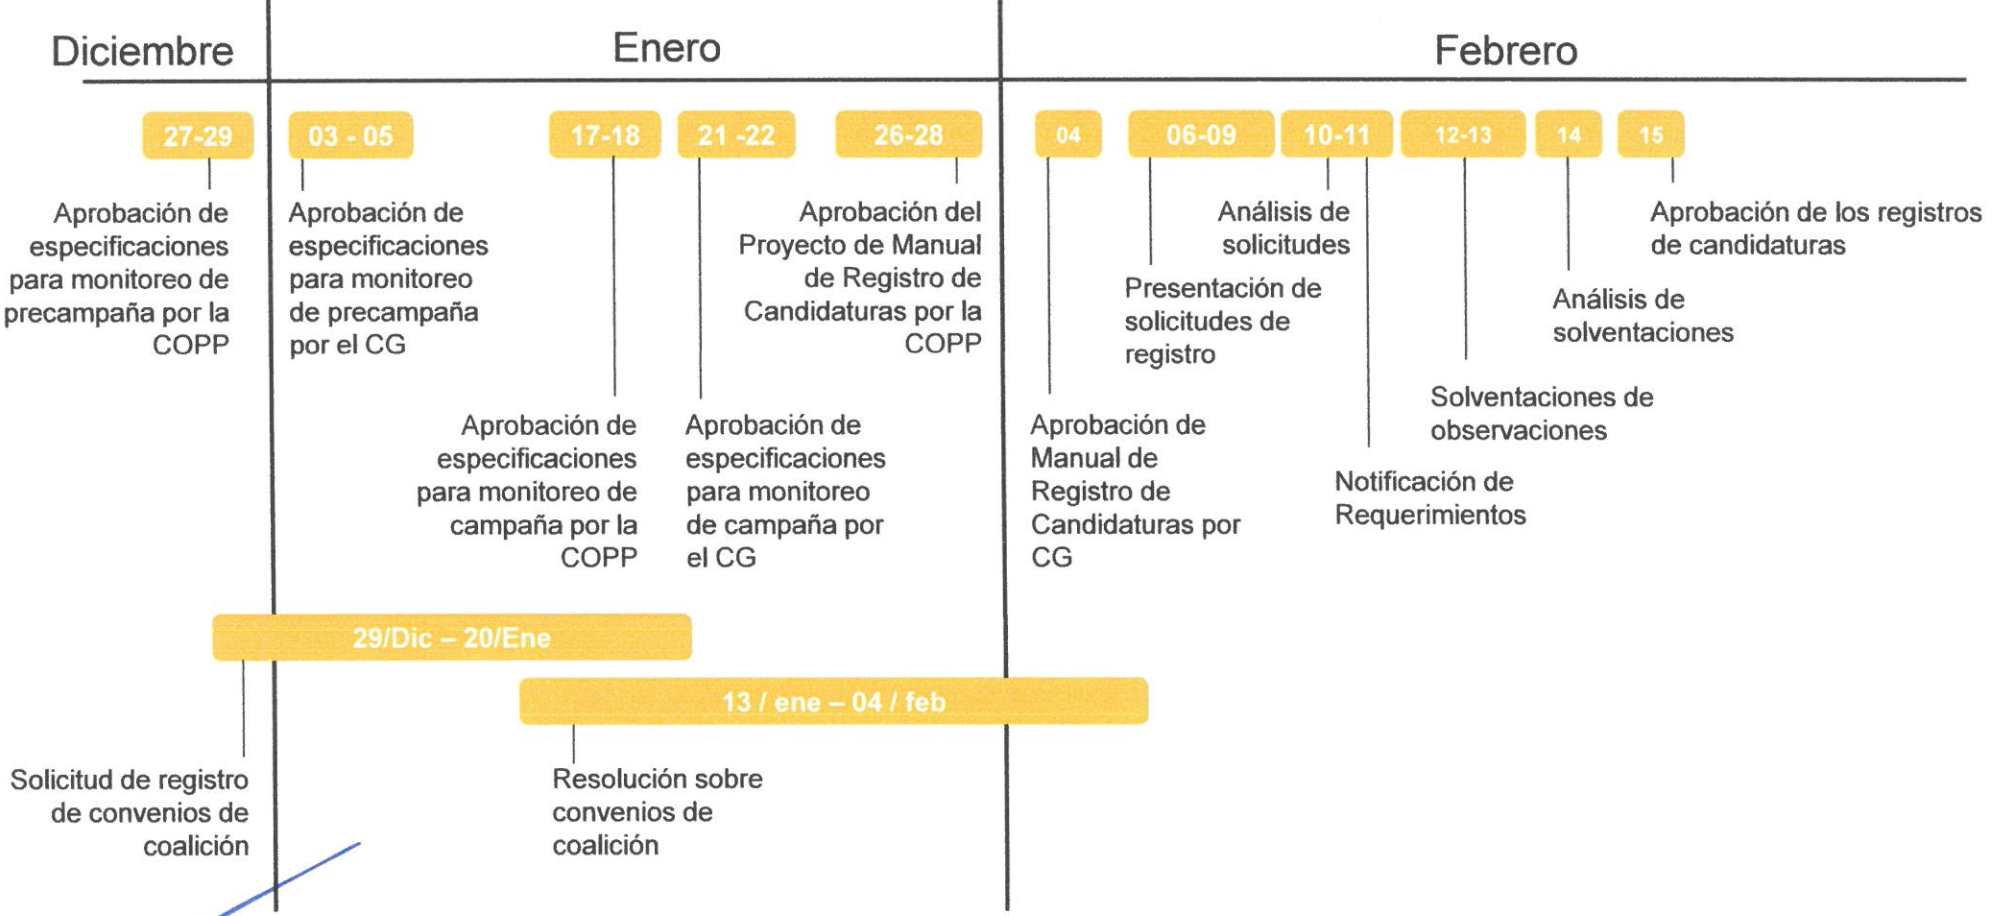 Diciembre
Enero
Febrero
27-29
03 - 05
17-18
21 -22
26-28
04
06-09
10-11
12-13
14
15
Aprobación de
especificaciones
para monitoreo de
precampaña por la
COPP
Aprobación de
especificaciones
para monitoreo
de precampaña
por el CG
Aprobación de
especificaciones
para monitoreo de
campaña por la
COPP
Aprobación de
especificaciones
para monitoreo
de campaña por
el CG
Aprobación del
Proyecto de Manual
de Registro de
Candidaturas por la
COPP
Aprobación de
Manual de
Registro de
Candidaturas por
CG
Presentación de
solicitudes de
registro
Análisis de
solicitudes
Notificación de
Requerimientos
Solventaciones de
observaciones
Análisis de
solventaciones
Aprobación de los registros
de candidaturas
29/Dic – 20/Ene
13 / ene – 04 / feb
Solicitud de registro
de convenios de
coalición
Resolución sobre
convenios de
coalición